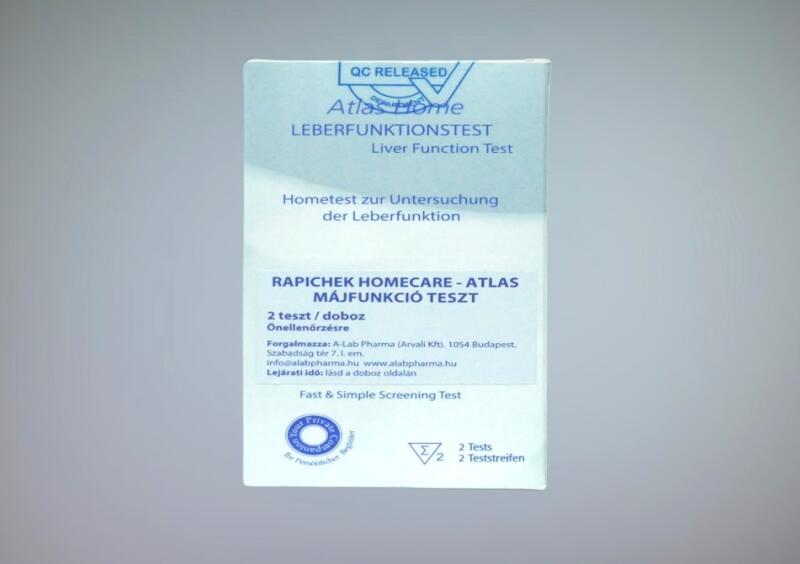 QC RELEASED
DEPARTMENT
Atlas Home
LEBERFUNKTIONSTEST
Liver Function Test
Hometest zur Untersuchung
der Leberfunktion
RAPICHEK HOMECARE - ATLAS
MÁJFUNKCIÓ TESZT
2 teszt / doboz
Önellenőrzésre
Forgalmazza: A-Lab Pharma (Arvali Kft). 1054 Budapest,
Szabadság tér 7. I. em.
info@alabpharma.hu www.alabpharma.hu
Lejárati idő: lásd a doboz oldalán
Fast & Simple Screening Test
Your Private Companion
Ihr Persönlicher Begleiter
Σ 2
2 Tests
2 Teststreifen